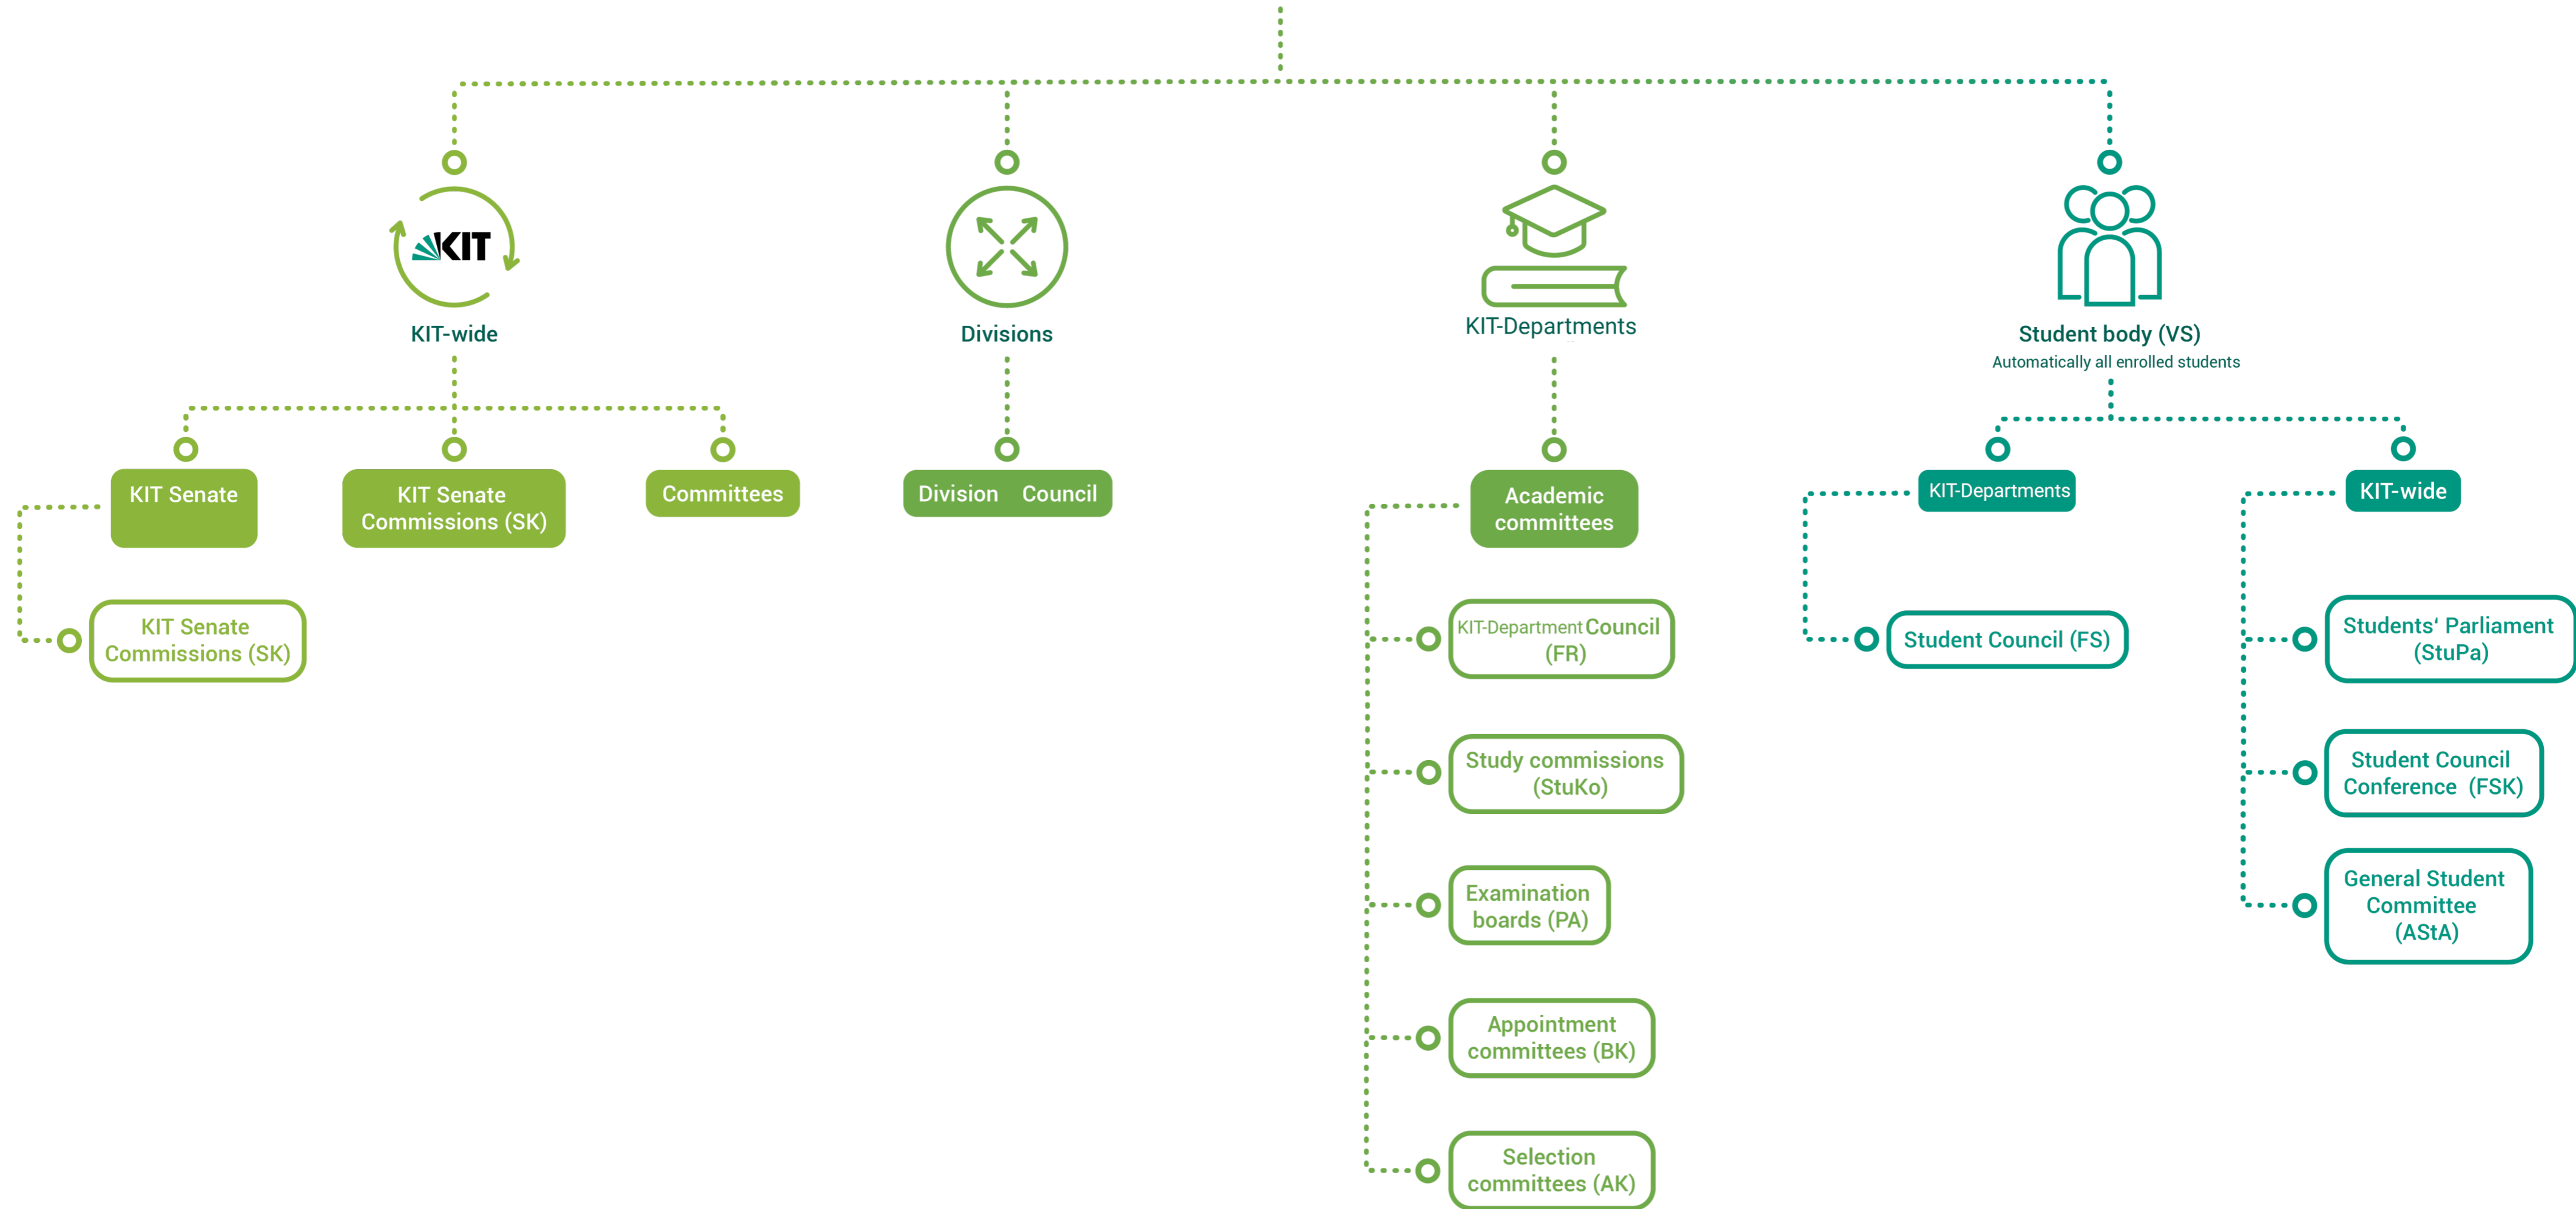 KIT
KIT-wide
Divisions
KIT-Departments
Student body (VS)
Automatically all enrolled students
KIT Senate
KIT Senate
Commissions (SK)
Committees
Division Council
Academic
committees
KIT-Departments
KIT-wide
KIT Senate
Commissions (SK)
KIT-Department Council
(FR)
Study commissions
(StuKo)
Examination
boards (PA)
Appointment
committees (BK)
Selection
committees (AK)
Student Council (FS)
Students‘ Parliament
(StuPa)
Student Council
Conference (FSK)
General Student
Committee
(AStA)